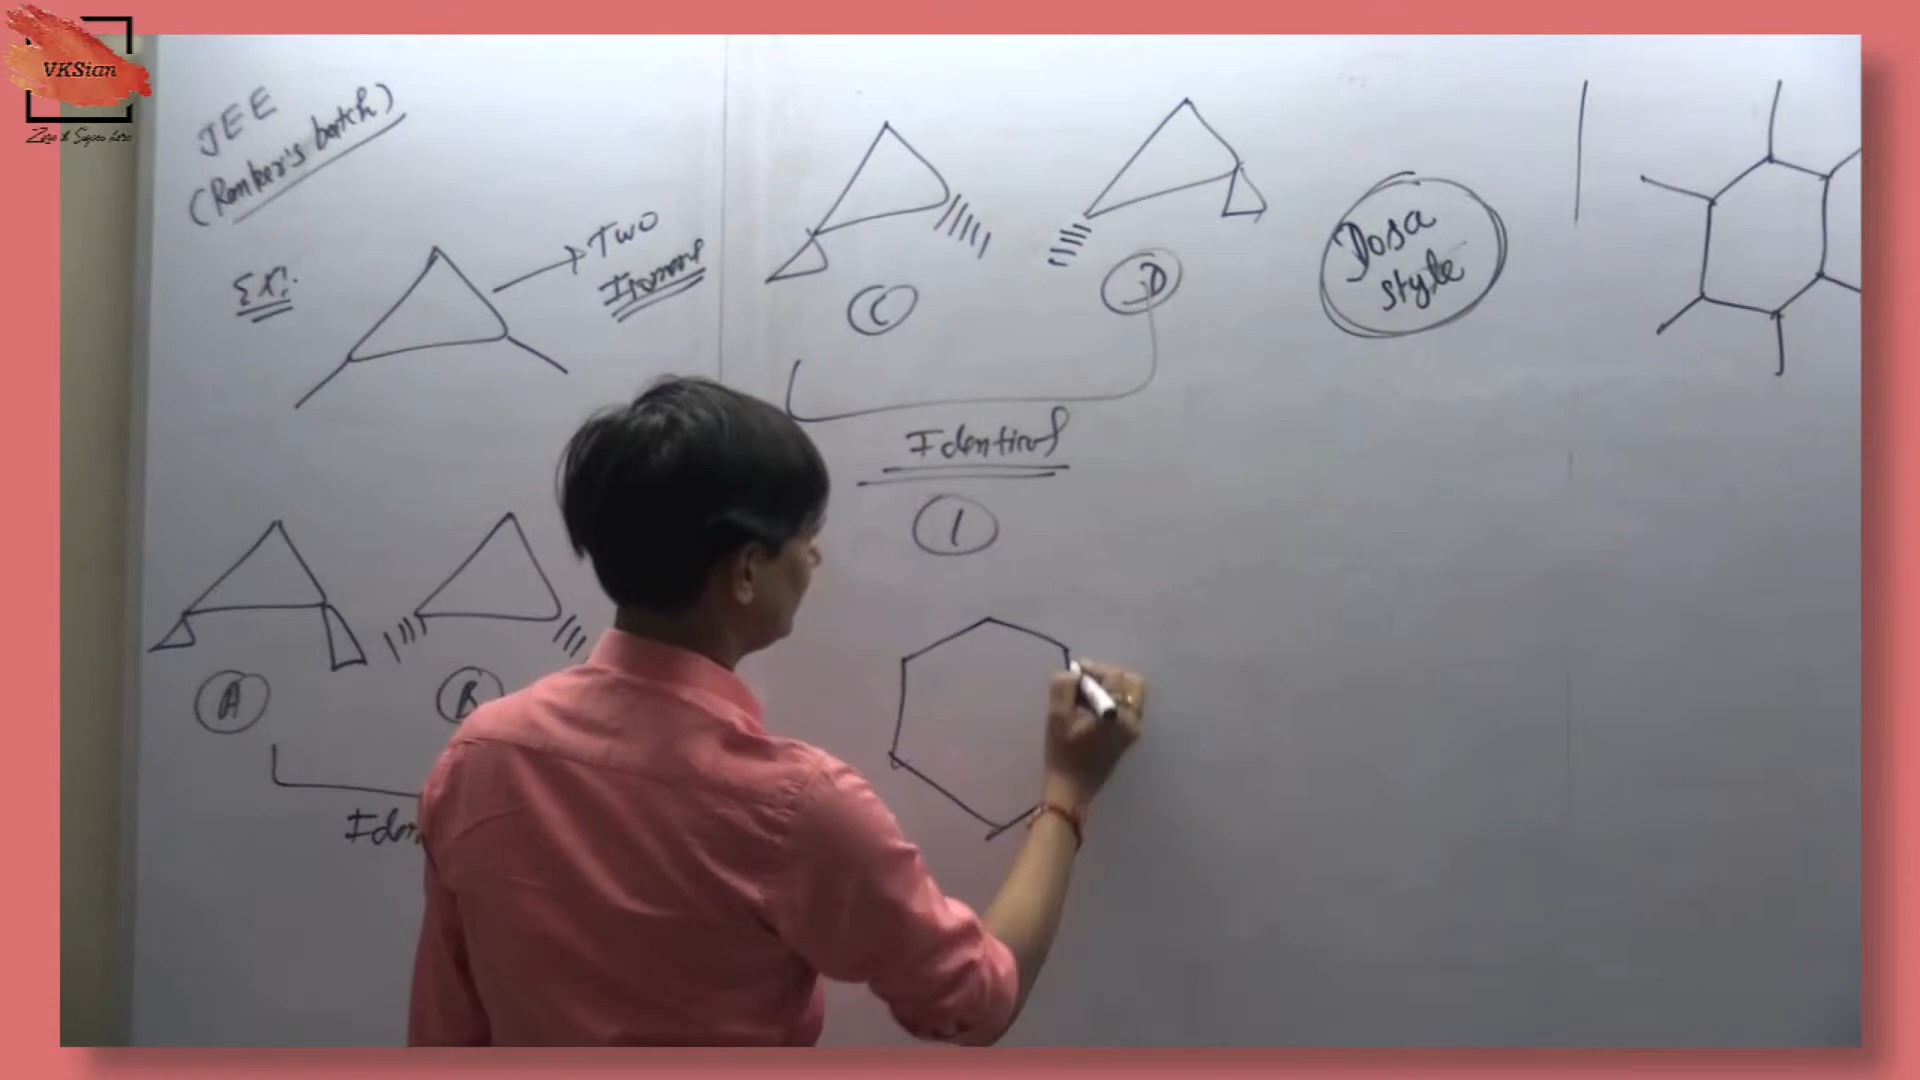 VKSian
JEE
(Ranker's batch)
Ex:
Two
Isomers
C
D
Dosa
style
Identical
1
A
B
Iden